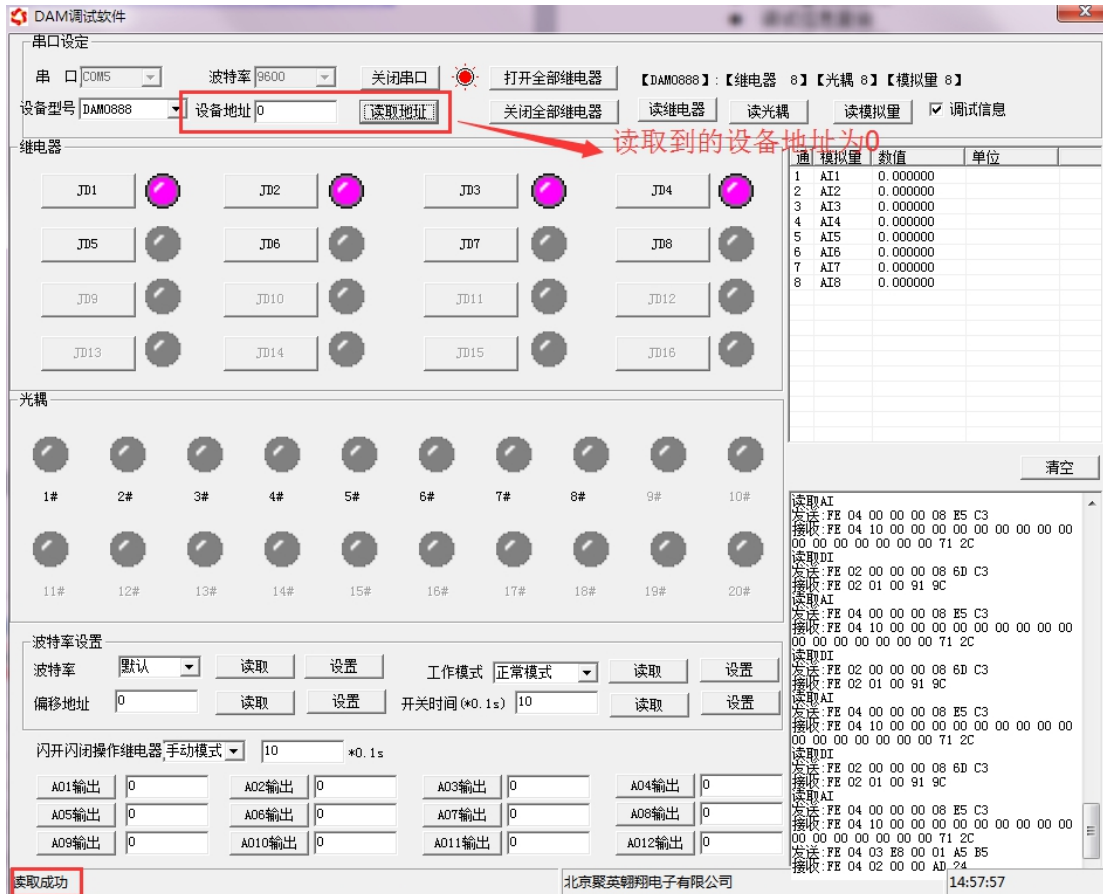 DAM调试软件
串口设定
串 口 COM5 波特率 9600 关闭串口 打开全部继电器 【DAM0888】:【继电器 8】【光耦 8】【模拟量 8】
设备型号 DAM0888 设备地址 0 读取地址 关闭全部继电器 读继电器 读光耦 读模拟量 调试信息
读取到的设备地址为0
继电器
JD1 JD2 JD3 JD4
JD5 JD6 JD7 JD8
JD9 JD10 JD11 JD12
JD13 JD14 JD15 JD16
通 模拟量 数值 单位
1 AI1 0.000000
2 AI2 0.000000
3 AI3 0.000000
4 AI4 0.000000
5 AI5 0.000000
6 AI6 0.000000
7 AI7 0.000000
8 AI8 0.000000
光耦
1# 2# 3# 4# 5# 6# 7# 8# 9# 10#
11# 12# 13# 14# 15# 16# 17# 18# 19# 20#
清空
读取AI
发送:FE 04 00 00 00 08 E5 C3
接收:FE 04 10 00 00 00 00 00 00 00 00 00
00 00 00 00 00 00 00 71 2C
读取DI
发送:FE 02 00 00 00 08 6D C3
接收:FE 02 01 00 91 9C
读取AI
发送:FE 04 00 00 00 08 E5 C3
接收:FE 04 10 00 00 00 00 00 00 00 00 00
00 00 00 00 00 00 00 71 2C
读取DI
发送:FE 02 00 00 00 08 6D C3
接收:FE 02 01 00 91 9C
读取AI
发送:FE 04 00 00 00 08 E5 C3
接收:FE 04 10 00 00 00 00 00 00 00 00 00
00 00 00 00 00 00 00 71 2C
读取DI
发送:FE 02 00 00 00 08 6D C3
接收:FE 02 01 00 91 9C
读取AI
发送:FE 04 00 00 00 08 E5 C3
接收:FE 04 10 00 00 00 00 00 00 00 00 00
00 00 00 00 00 00 00 71 2C
发送:FE 04 03 E8 00 01 A5 B5
接收:FE 04 02 00 00 AD 24
波特率设置
波特率 默认 读取 设置 工作模式 正常模式 读取 设置
偏移地址 0 读取 设置 开关时间(*0.1s) 10 读取 设置
闪开闪闭操作继电器 手动模式 10 *0.1s
AO1输出 0 AO2输出 0 AO3输出 0 AO4输出 0
AO5输出 0 AO6输出 0 AO7输出 0 AO8输出 0
AO9输出 0 AO10输出 0 AO11输出 0 AO12输出 0
读取成功 北京聚英翱翔电子有限公司 14:57:57